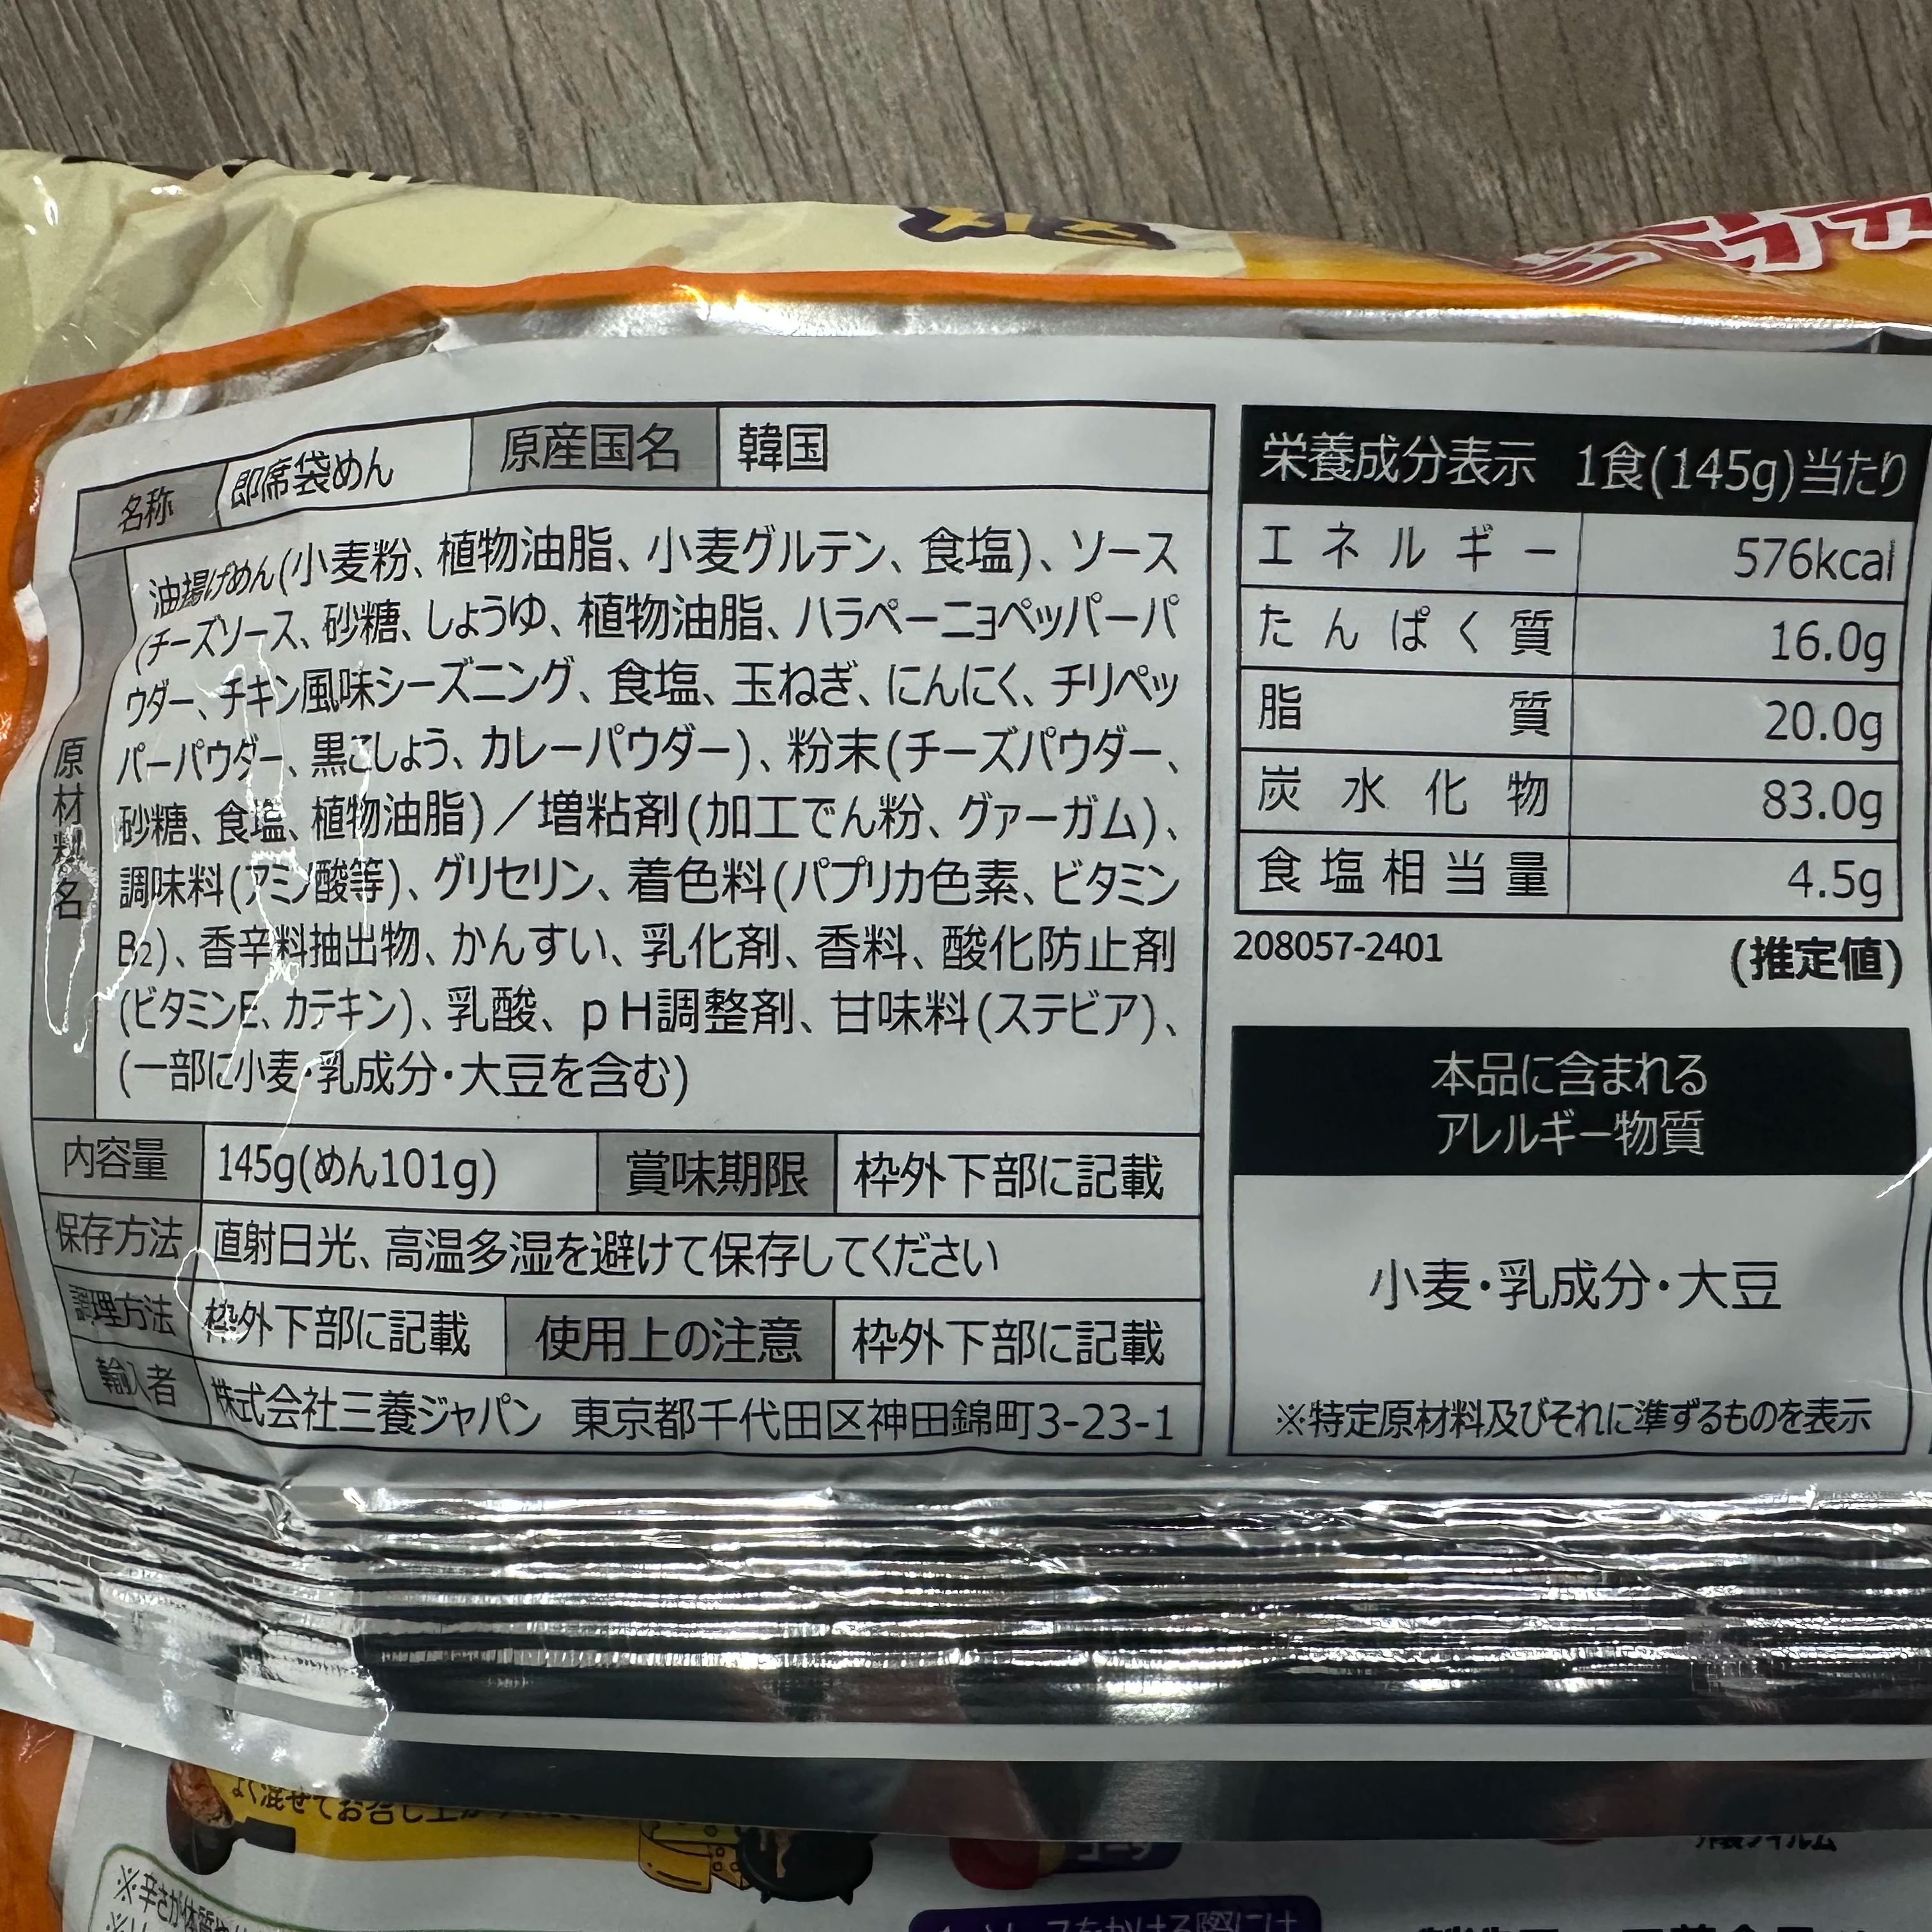 名称 即席袋めん 原産国名 韓国
原材料名
油揚げめん(小麦粉、植物油脂、小麦グルテン、食塩)、ソース
(チーズソース、砂糖、しょうゆ、植物油脂、ハラペーニョペッパーパ
ウダー、チキン風味シーズニング、食塩、玉ねぎ、にんにく、チリペッ
パーパウダー、黒こしょう、カレーパウダー)、粉末(チーズパウダー、
砂糖、食塩、植物油脂)/増粘剤(加工でん粉、グァーガム)、
調味料(アミノ酸等)、グリセリン、着色料(パプリカ色素、ビタミン
B2)、香辛料抽出物、かんすい、乳化剤、香料、酸化防止剤
(ビタミンE、カテキン)、乳酸、pH調整剤、甘味料(ステビア)、
(一部に小麦・乳成分・大豆を含む)
内容量 145g(めん101g) 賞味期限 枠外下部に記載
保存方法 直射日光、高温多湿を避けて保存してください
調理方法 枠外下部に記載 使用上の注意 枠外下部に記載
輸入者 株式会社三養ジャパン 東京都千代田区神田錦町3-23-1
栄養成分表示 1食(145g)当たり
エネルギー 576kcal
たんぱく質 16.0g
脂質 20.0g
炭水化物 83.0g
食塩相当量 4.5g
208057-2401 (推定値)
本品に含まれる
アレルギー物質
小麦・乳成分・大豆
※特定原材料及びそれに準ずるものを表示